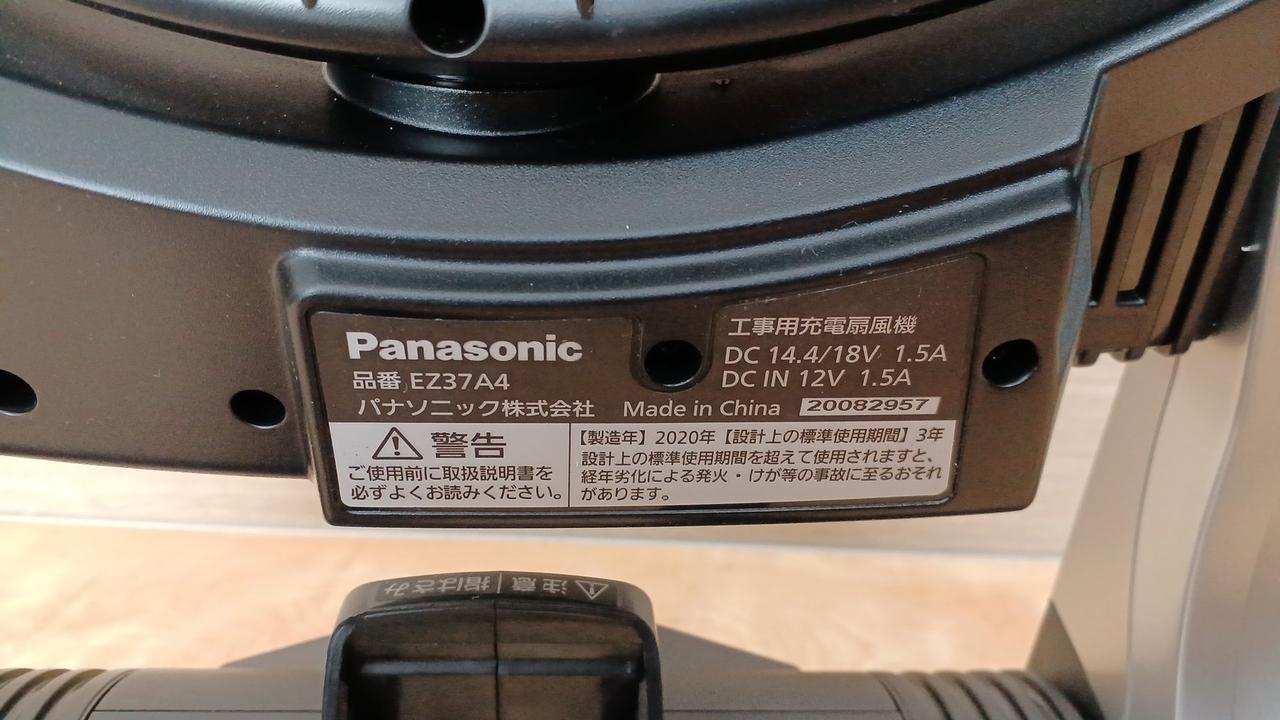 Panasonic
品番 EZ37A4
パナソニック株式会社
工事用充電扇風機
DC 14.4/18V 1.5A
DC IN 12V 1.5A
Made in China 20082957
警告
ご使用前に取扱説明書を
必ずよくお読みください。
【製造年】2020年【設計上の標準使用期間】3年
設計上の標準使用期間を超えて使用されますと、
経年劣化による発火・けが等の事故に至るおそれ
があります。
注意 指はさみ